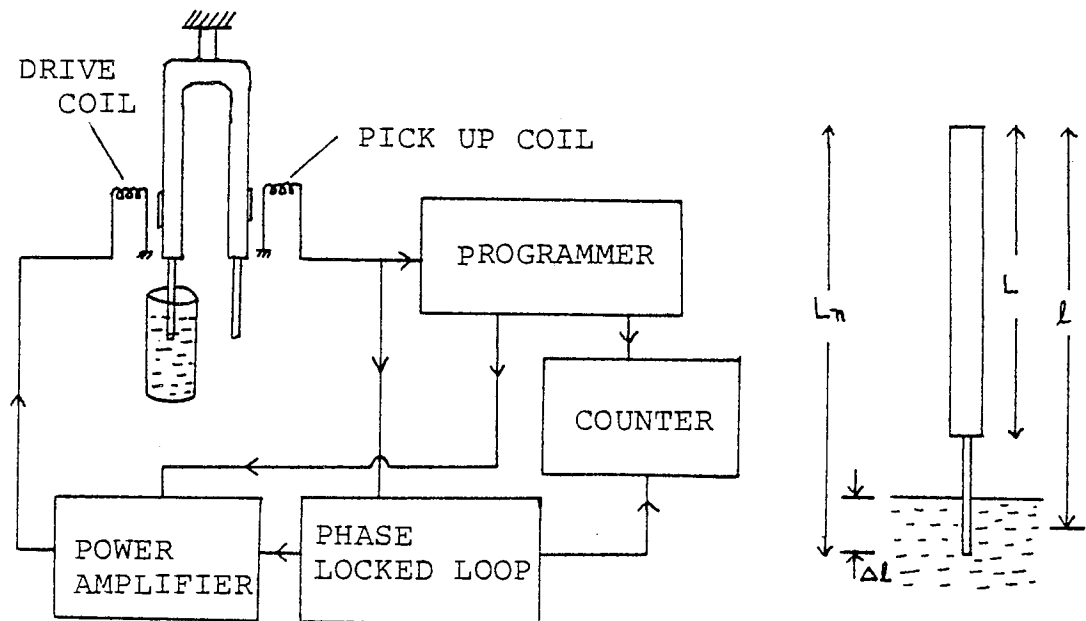 DRIVE
COIL
PICK UP COIL
PROGRAMMER
COUNTER
POWER
AMPLIFIER
PHASE
LOCKED LOOP
Ln
L
l
Δl